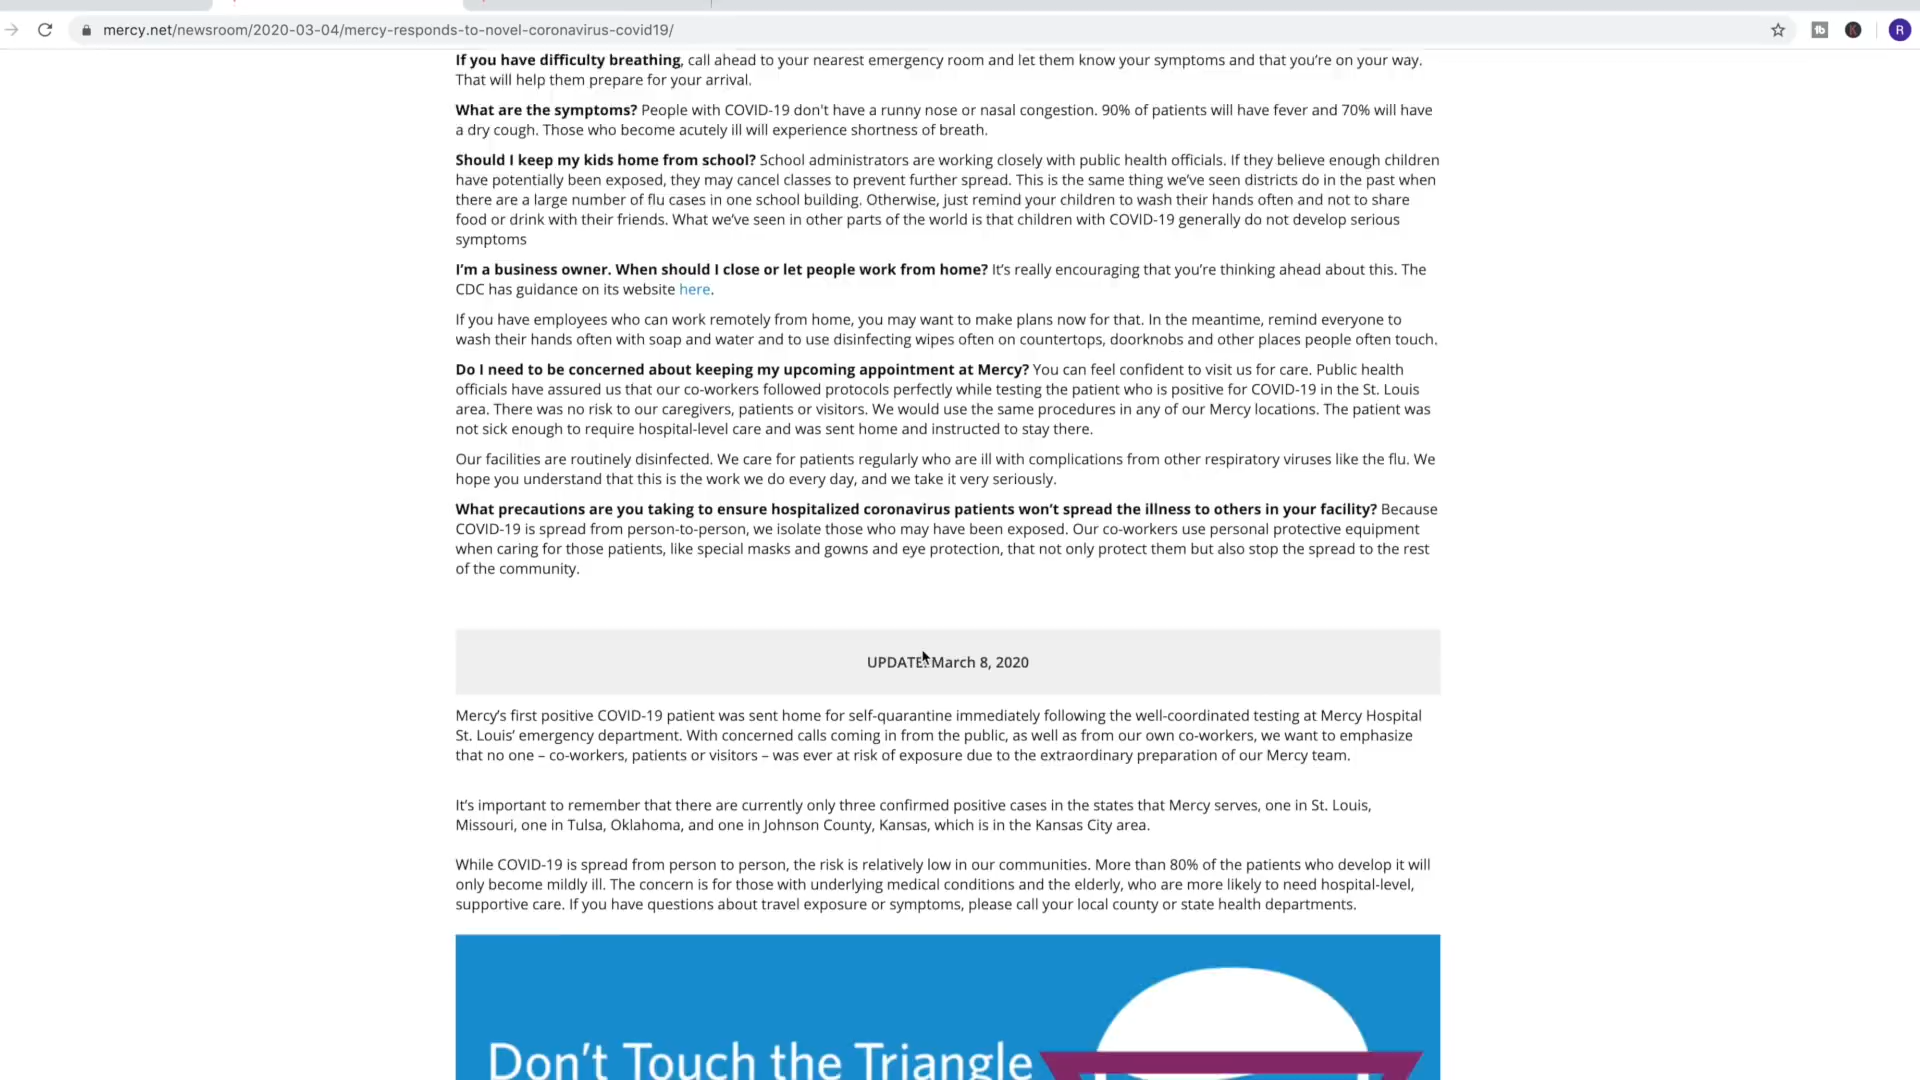 mercy.net/newsroom/2020-03-04/mercy-responds-to-novel-coronavirus-covid19/
R
If you have difficulty breathing, call ahead to your nearest emergency room and let them know your symptoms and that you’re on your way.
That will help them prepare for your arrival.
What are the symptoms? People with COVID-19 don't have a runny nose or nasal congestion. 90% of patients will have fever and 70% will have
a dry cough. Those who become acutely ill will experience shortness of breath.
Should I keep my kids home from school? School administrators are working closely with public health officials. If they believe enough children
have potentially been exposed, they may cancel classes to prevent further spread. This is the same thing we’ve seen districts do in the past when
there are a large number of flu cases in one school building. Otherwise, just remind your children to wash their hands often and not to share
food or drink with their friends. What we’ve seen in other parts of the world is that children with COVID-19 generally do not develop serious
symptoms
I’m a business owner. When should I close or let people work from home? It’s really encouraging that you’re thinking ahead about this. The
CDC has guidance on its website here.
If you have employees who can work remotely from home, you may want to make plans now for that. In the meantime, remind everyone to
wash their hands often with soap and water and to use disinfecting wipes often on countertops, doorknobs and other places people often touch.
Do I need to be concerned about keeping my upcoming appointment at Mercy? You can feel confident to visit us for care. Public health
officials have assured us that our co-workers followed protocols perfectly while testing the patient who is positive for COVID-19 in the St. Louis
area. There was no risk to our caregivers, patients or visitors. We would use the same procedures in any of our Mercy locations. The patient was
not sick enough to require hospital-level care and was sent home and instructed to stay there.
Our facilities are routinely disinfected. We care for patients regularly who are ill with complications from other respiratory viruses like the flu. We
hope you understand that this is the work we do every day, and we take it very seriously.
What precautions are you taking to ensure hospitalized coronavirus patients won’t spread the illness to others in your facility? Because
COVID-19 is spread from person-to-person, we isolate those who may have been exposed. Our co-workers use personal protective equipment
when caring for those patients, like special masks and gowns and eye protection, that not only protect them but also stop the spread to the rest
of the community.
UPDATE: March 8, 2020
Mercy’s first positive COVID-19 patient was sent home for self-quarantine immediately following the well-coordinated testing at Mercy Hospital
St. Louis’ emergency department. With concerned calls coming in from the public, as well as from our own co-workers, we want to emphasize
that no one – co-workers, patients or visitors – was ever at risk of exposure due to the extraordinary preparation of our Mercy team.
It’s important to remember that there are currently only three confirmed positive cases in the states that Mercy serves, one in St. Louis,
Missouri, one in Tulsa, Oklahoma, and one in Johnson County, Kansas, which is in the Kansas City area.
While COVID-19 is spread from person to person, the risk is relatively low in our communities. More than 80% of the patients who develop it will
only become mildly ill. The concern is for those with underlying medical conditions and the elderly, who are more likely to need hospital-level,
supportive care. If you have questions about travel exposure or symptoms, please call your local county or state health departments.
Don’t Touch the Triangle